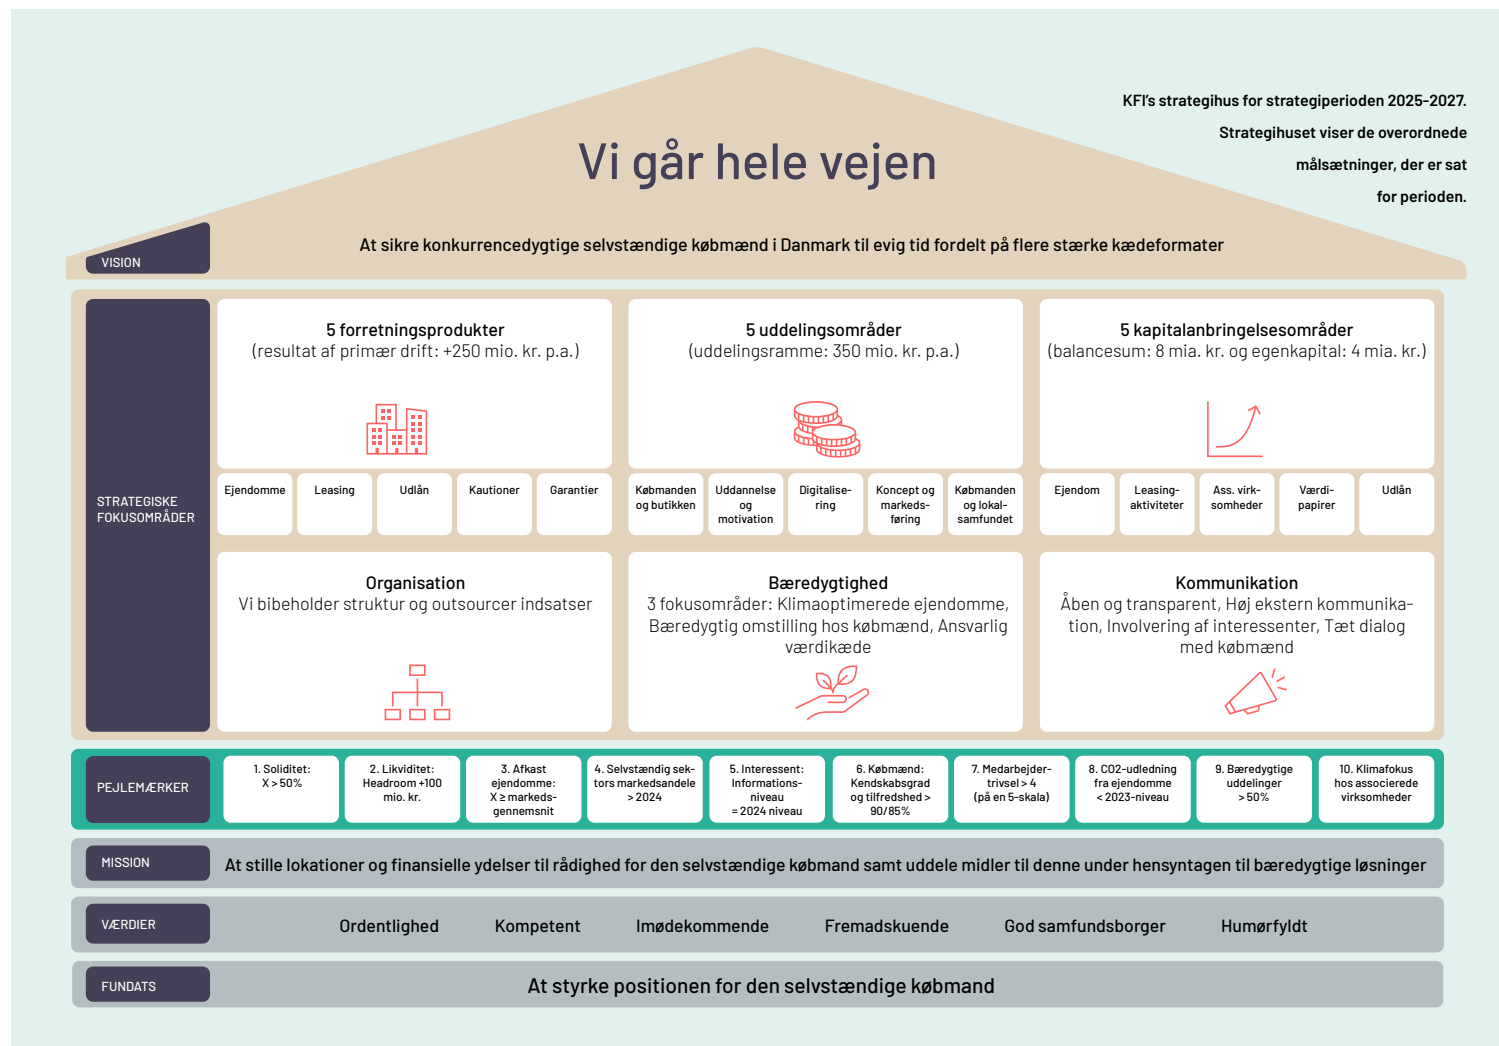 KFI's strategihus for strategiperioden 2025-2027.
Strategihuset viser de overordnede
målsætninger, der er sat
for perioden.
Vi går hele vejen
VISION
At sikre konkurrencedygtige selvstændige købmænd i Danmark til evig tid fordelt på flere stærke kædeformater
STRATEGISKE
FOKUSOMRÅDER
5 forretningsprodukter
(resultat af primær drift: +250 mio. kr. p.a.)
Ejendomme
Leasing
Udlån
Kautioner
Garantier
5 uddelingsområder
(uddelingsramme: 350 mio. kr. p.a.)
Købmanden
og butikken
Uddannelse
og
motivation
Digitalise-
ring
Koncept og
markeds-
føring
Købmanden
og lokal-
samfundet
5 kapitalanbringelsesområder
(balancesum: 8 mia. kr. og egenkapital: 4 mia. kr.)
Ejendom
Leasing-
aktiviteter
Ass. virk-
somheder
Værdi-
papirer
Udlån
Organisation
Vi bibeholder struktur og outsourcer indsatser
Bæredygtighed
3 fokusområder: Klimaoptimerede ejendomme,
Bæredygtig omstilling hos købmænd, Ansvarlig
værdikæde
Kommunikation
Åben og transparent, Høj ekstern kommunika-
tion, Involvering af interessenter, Tæt dialog
med købmænd
PEJLEMÆRKER
1. Soliditet:
X > 50%
2. Likviditet:
Headroom +100
mio. kr.
3. Afkast
ejendomme:
X ≥ markeds-
gennemsnit
4. Selvstændig sek-
tors markedsandele
> 2024
5. Interessent:
Informations-
niveau
= 2024 niveau
6. Købmænd:
Kendskabsgrad
og tilfredshed >
90/85%
7. Medarbejder-
trivsel > 4
(på en 5-skala)
8. CO2-udledning
fra ejendomme
< 2023-niveau
9. Bæredygtige
uddelinger
> 50%
10. Klimafokus
hos associerede
virksomheder
MISSION
At stille lokationer og finansielle ydelser til rådighed for den selvstændige købmand samt uddele midler til denne under hensyntagen til bæredygtige løsninger
VÆRDIER
Ordentlighed
Kompetent
Imødekommende
Fremadskuende
God samfundsborger
Humørfyldt
FUNDATS
At styrke positionen for den selvstændige købmand